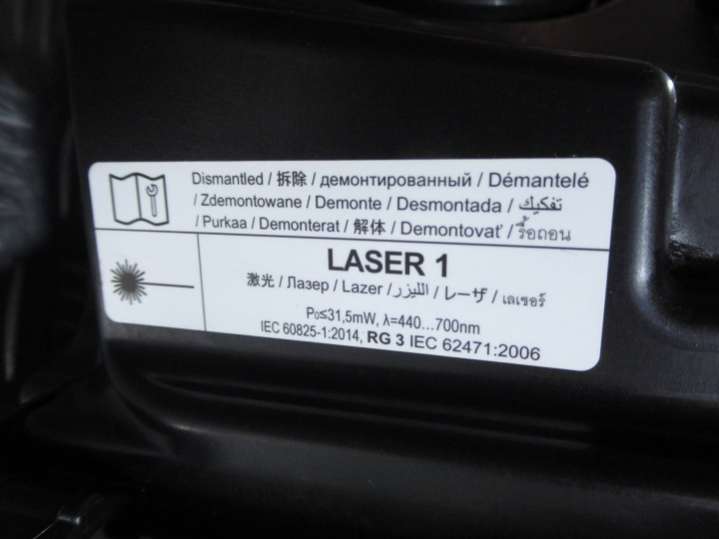 Dismantled / 拆除 / демонтированный / Démantelé
/ Zdemontowane / Demonte / Desmontada / تفكيك
/ Purkaa / Demonterat / 解体 / Demontovať / รื้อถอน
LASER 1
激光 / Лазер / Lazer / الليزر / レーザ / เลเซอร์
P₀≤31,5mW, λ=440...700nm
IEC 60825-1:2014, RG 3 IEC 62471:2006